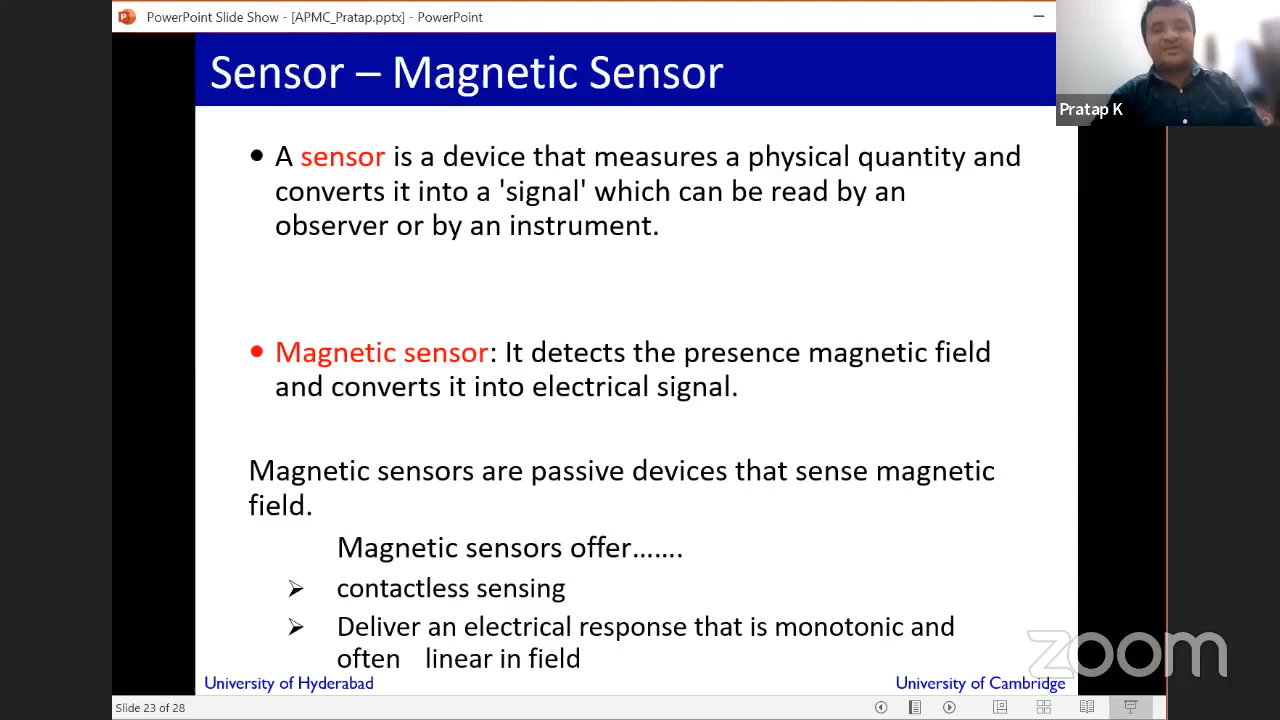 PowerPoint Slide Show - [APMC_Pratap.pptx] - PowerPoint
Sensor – Magnetic Sensor
Pratap K
• A sensor is a device that measures a physical quantity and
converts it into a 'signal' which can be read by an
observer or by an instrument.
• Magnetic sensor: It detects the presence magnetic field
and converts it into electrical signal.
Magnetic sensors are passive devices that sense magnetic
field.
Magnetic sensors offer…….
➢ contactless sensing
➢ Deliver an electrical response that is monotonic and
often linear in field
zoom
University of Hyderabad
University of Cambridge
Slide 23 of 28